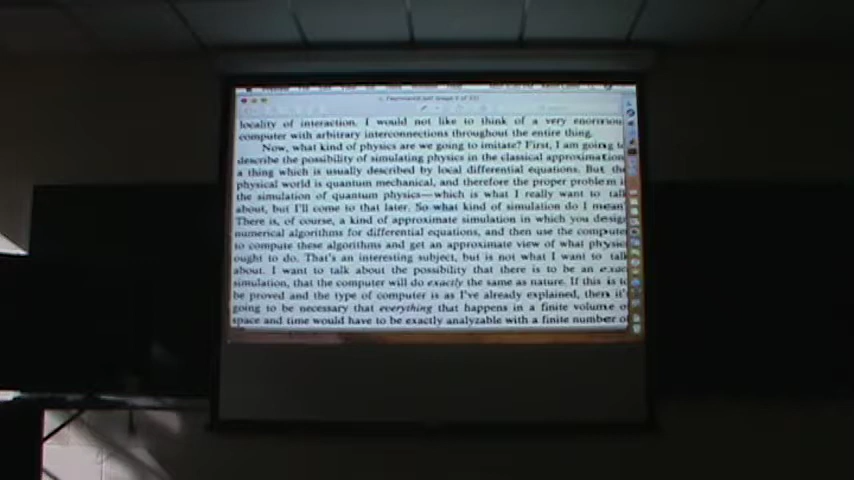 locality of interaction. I would not like to think of a very enormous
computer with arbitrary interconnections throughout the entire thing.
Now, what kind of physics are we going to imitate? First, I am going t
describe the possibility of simulating physics in the classical approximation
a thing which is usually described by local differential equations. But the
physical world is quantum mechanical, and therefore the proper problem i
the simulation of quantum physics—which is what I really want to talk
about, but I'll come to that later. So what kind of simulation do I mean?
There is, of course, a kind of approximate simulation in which you design
numerical algorithms for differential equations, and then use the computer
to compute these algorithms and get an approximate view of what physic
ought to do. That's an interesting subject, but is not what I want to talk
about. I want to talk about the possibility that there is to be an exac
simulation, that the computer will do exactly the same as nature. If this is to
be proved and the type of computer is as I've already explained, then it's
going to be necessary that everything that happens in a finite volume o
space and time would have to be exactly analyzable with a finite number of